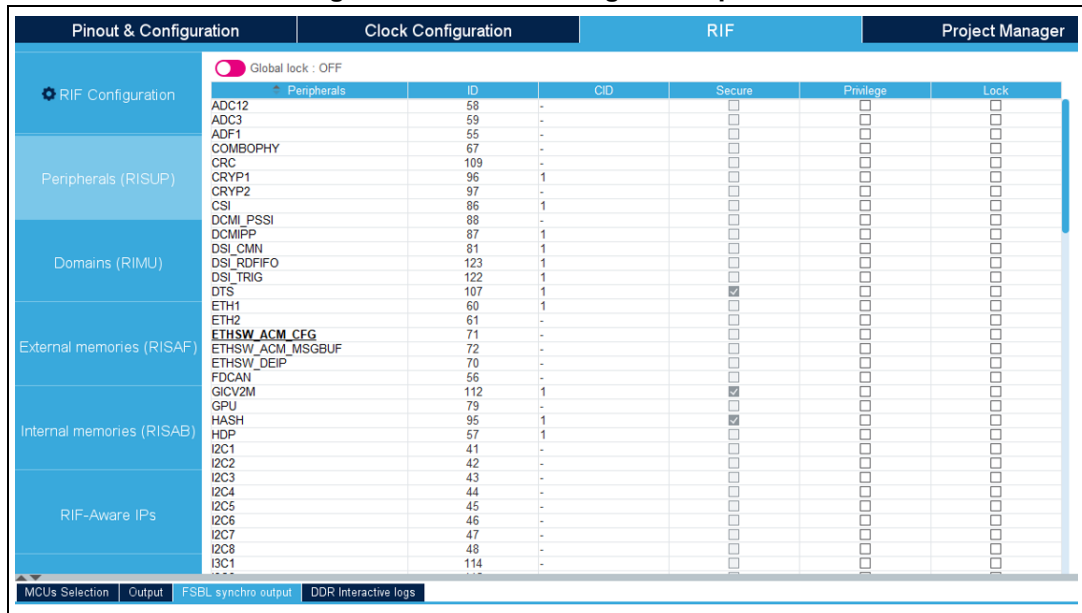 Pinout & Configuration Clock Configuration RIF Project Manager
Global lock : OFF
RIF Configuration
Peripherals (RISUP)
Domains (RIMU)
External memories (RISAF)
Internal memories (RISAB)
RIF-Aware IPs
Peripherals ID CID Secure Privilege Lock
ADC12 58 -
ADC3 59 -
ADF1 55 -
COMBOPHY 67 -
CRC 109 -
CRYP1 96 1
CRYP2 97 -
CSI 86 1
DCMI_PSSI 88 -
DCMIPP 87 1
DSI_CMN 81 1
DSI_RDFIFO 123 1
DSI_TRIG 122 1
DTS 107 1
ETH1 60 1
ETH2 61 -
ETHSW_ACM_CFG 71 -
ETHSW_ACM_MSGBUF 72 -
ETHSW_DEIP 70 -
FDCAN 56 -
GICV2M 112 1
GPU 79 -
HASH 95 1
HDP 57 1
I2C1 41 -
I2C2 42 -
I2C3 43 -
I2C4 44 -
I2C5 45 -
I2C6 46 -
I2C7 47 -
I2C8 48 -
I3C1 114 -
MCUs Selection Output FSBL synchro output DDR Interactive logs